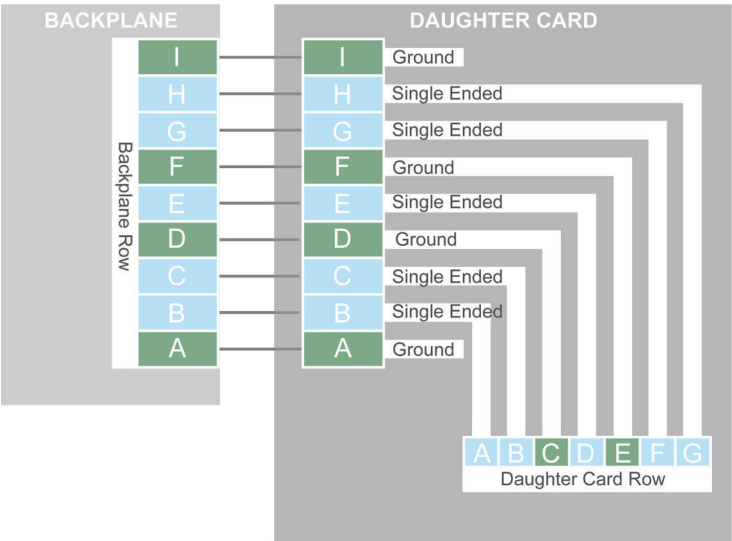 BACKPLANE
DAUGHTER CARD
Backplane Row
I I Ground
H H Single Ended
G G Single Ended
F F Ground
E E Single Ended
D D Ground
C C Single Ended
B B Single Ended
A A Ground
A B C D E F G
Daughter Card Row